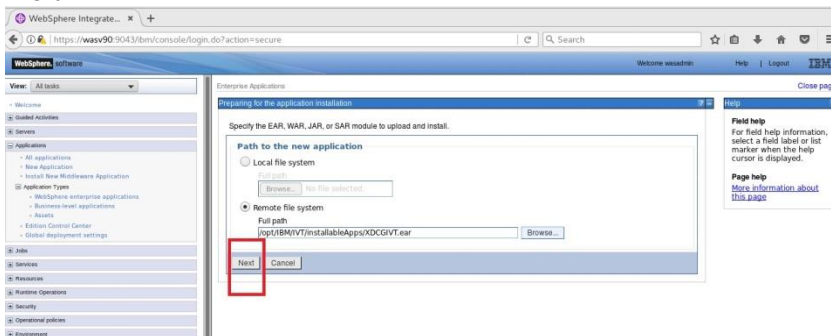 WebSphere Integrate...
https://wasv90:9043/ibm/console/login.do?action=secure
Search
WebSphere. software
Welcome wasadmin
Help | Logout
IBM
View: All tasks
Welcome
Guided Activities
Servers
Applications
All applications
New Application
Install New Middleware Application
Application Types
WebSphere enterprise applications
Business-level applications
Assets
Edition Control Center
Global deployment settings
Jobs
Services
Resources
Runtime Operations
Security
Operational policies
Environment
Enterprise Applications
Close pag
Preparing for the application installation
Specify the EAR, WAR, JAR, or SAR module to upload and install.
Path to the new application
Local file system
Full path
Browse... No file selected
Remote file system
Full path
/opt/IBM/IVT/installableApps/XDCGIVT.ear
Browse...
Next Cancel
Help
Field help
For field help information,
select a field label or list
marker when the help
cursor is displayed.
Page help
More information about
this page